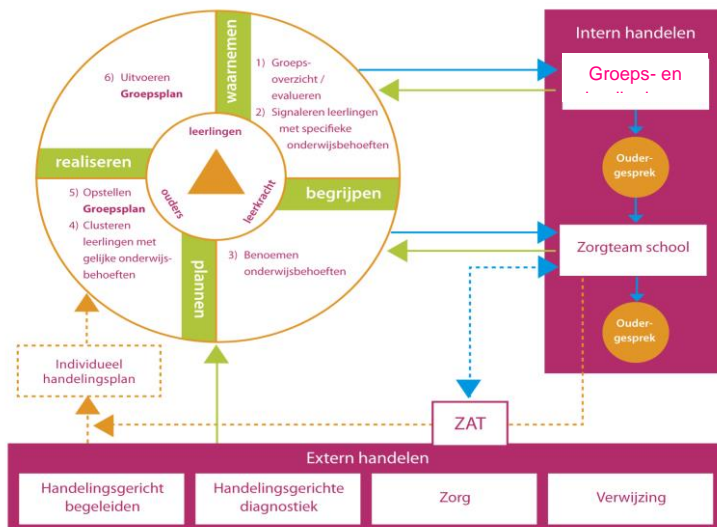 waarnemen
1) Groeps-
overzicht /
evalueren
2) Signaleren leerlingen
met specifieke
onderwijsbehoeften
begrijpen
3) Benoemen
onderwijsbehoeften
plannen
4) Clusteren
leerlingen met
gelijke onderwijs-
behoeften
5) Opstellen
Groepsplan
realiseren
6) Uitvoeren
Groepsplan
leerlingen
ouders
leerkracht
Intern handelen
Groeps- en
Ouder-
gesprek
Zorgteam school
Ouder-
gesprek
Individueel
handelingsplan
ZAT
Extern handelen
Handelingsgericht
begeleiden
Handelingsgerichte
diagnostiek
Zorg
Verwijzing